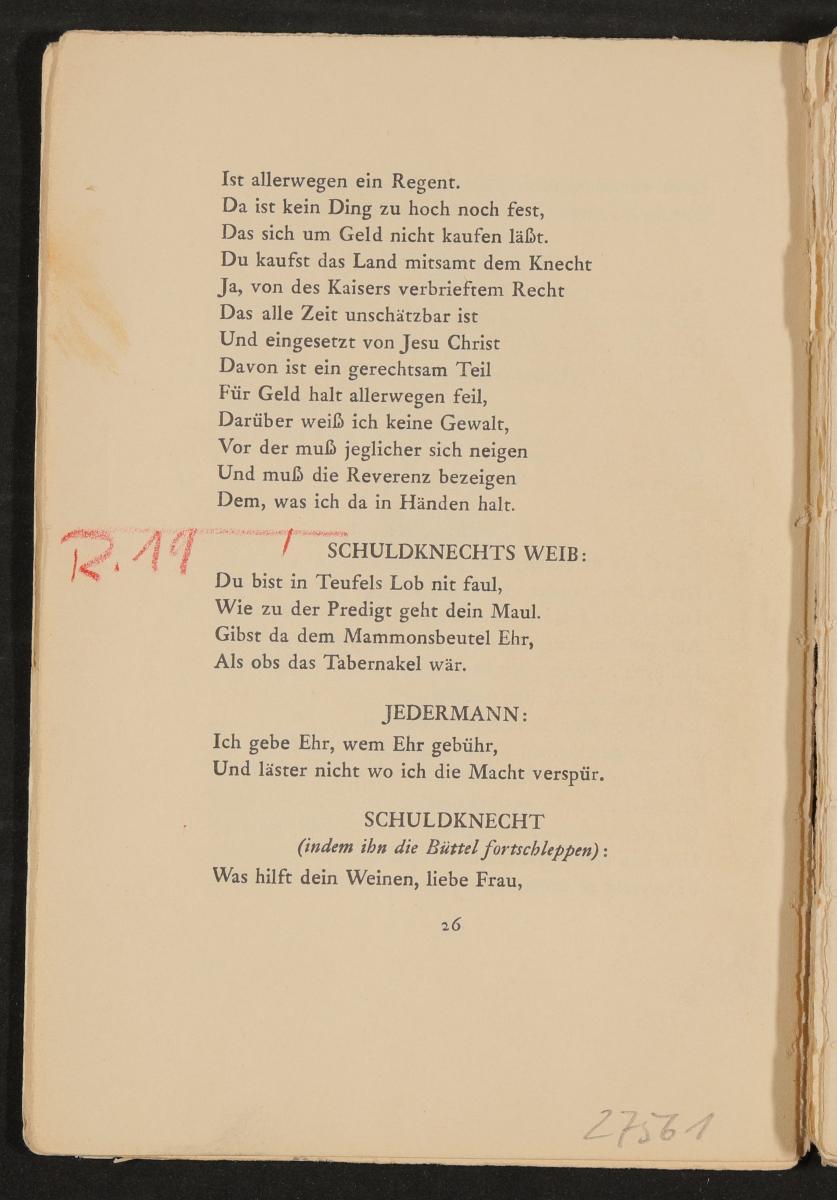 Ist allerwegen ein Regent.
Da ist kein Ding zu hoch noch fest,
Das sich um Geld nicht kaufen läßt.
Du kaufst das Land mitsamt dem Knecht
Ja, von des Kaisers verbrieftem Recht
Das alle Zeit unschätzbar ist
Und eingesetzt von Jesu Christ
Davon ist ein gerechtsam Teil
Für Geld halt allerwegen feil,
Darüber weiß ich keine Gewalt,
Vor der muß jeglicher sich neigen
Und muß die Reverenz bezeigen
Dem, was ich da in Händen halt.
R. 19
SCHULDKNECHTS WEIB:
Du bist in Teufels Lob nit faul,
Wie zu der Predigt geht dein Maul.
Gibst da dem Mammonsbeutel Ehr,
Als obs das Tabernakel wär.
JEDERMANN:
Ich gebe Ehr, wem Ehr gebühr,
Und läster nicht wo ich die Macht verspür.
SCHULDKNECHT
(indem ihn die Büttel fortschleppen):
Was hilft dein Weinen, liebe Frau,
26
27561